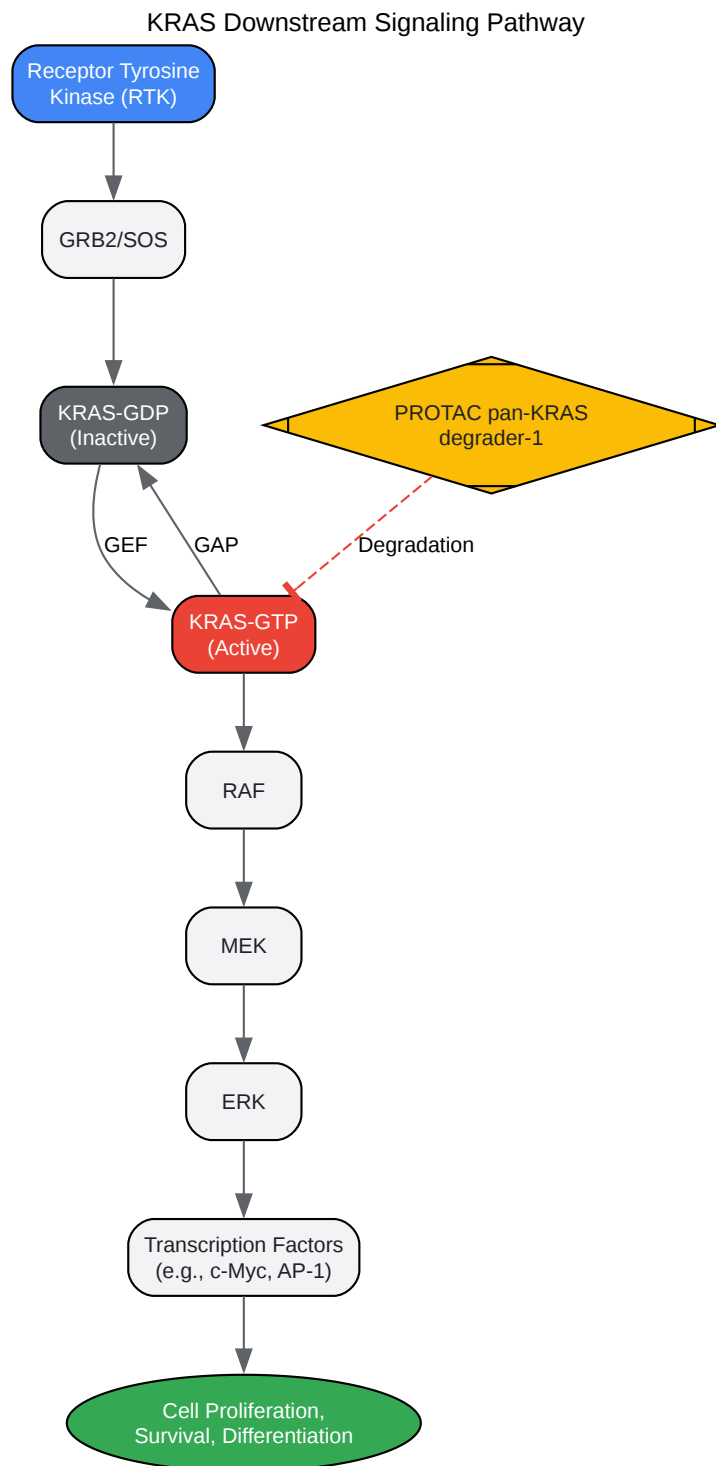 KRAS Downstream Signaling Pathway
Receptor Tyrosine
Kinase (RTK)
GRB2/SOS
KRAS-GDP
(Inactive)
PROTAC pan-KRAS
degrader-1
GEF
GAP
Degradation
KRAS-GTP
(Active)
RAF
MEK
ERK
Transcription Factors
(e.g., c-Myc, AP-1)
Cell Proliferation,
Survival, Differentiation